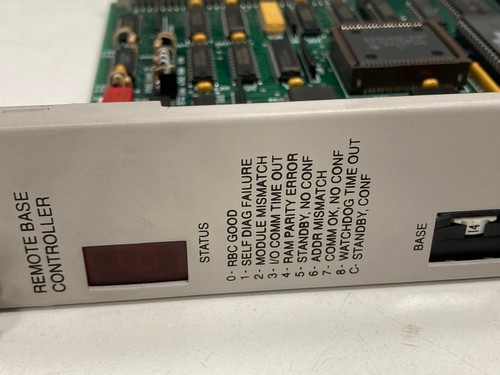 REMOTE BASE
CONTROLLER
STATUS
0- RBC GOOD
1- SELF DIAG FAILURE
2- MODULE MISMATCH
3- I/O COMM TIME OUT
4- RAM PARITY ERROR
5- STANDBY, NO CONF
6- ADDR MISMATCH
7- COMM OK, NO CONF
8- WATCHDOG TIME OUT
C- STANDBY, CONF
BASE
14